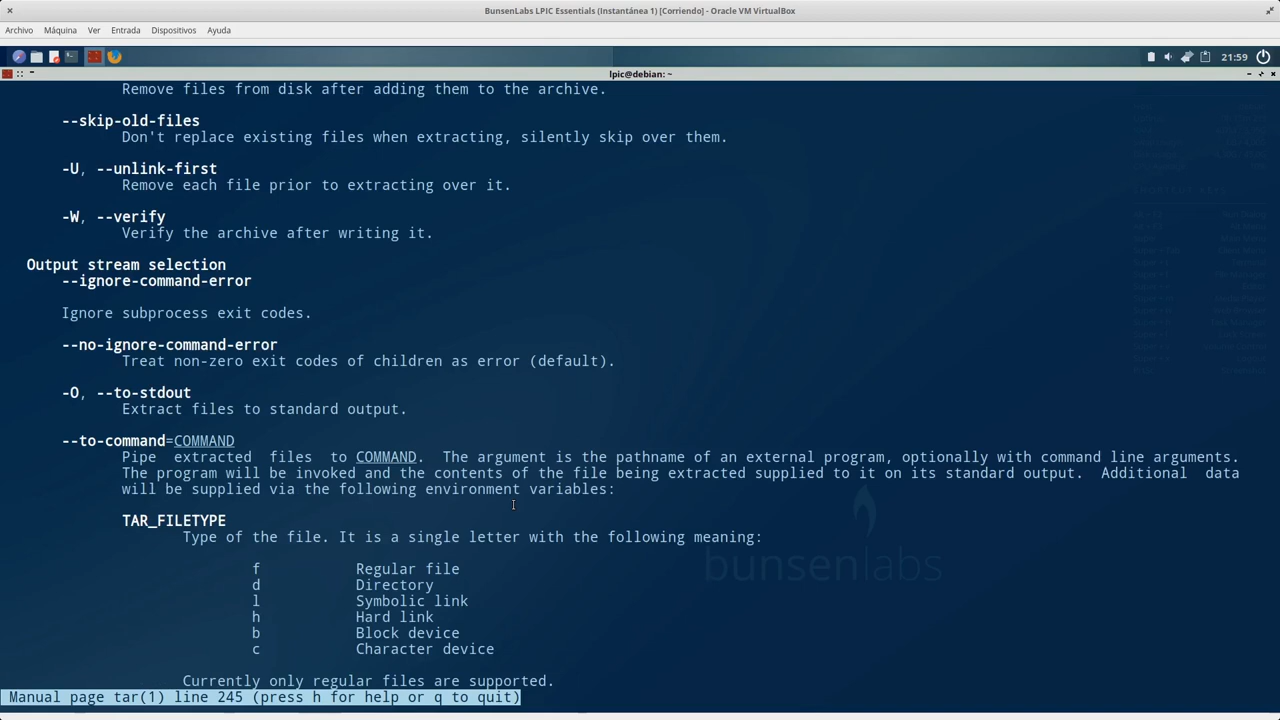 BunsenLabs LPIC Essentials (Instantánea 1) [Corriendo] - Oracle VM VirtualBox
Archivo Máquina Ver Entrada Dispositivos Ayuda
21:59
lpic@debian: ~
Remove files from disk after adding them to the archive.
--skip-old-files
Don't replace existing files when extracting, silently skip over them.
-U, --unlink-first
Remove each file prior to extracting over it.
-W, --verify
Verify the archive after writing it.
Output stream selection
--ignore-command-error
Ignore subprocess exit codes.
--no-ignore-command-error
Treat non-zero exit codes of children as error (default).
-O, --to-stdout
Extract files to standard output.
--to-command=COMMAND
Pipe extracted files to COMMAND. The argument is the pathname of an external program, optionally with command line arguments.
The program will be invoked and the contents of the file being extracted supplied to it on its standard output. Additional data
will be supplied via the following environment variables:
TAR_FILETYPE
Type of the file. It is a single letter with the following meaning:
f Regular file
d Directory
l Symbolic link
h Hard link
b Block device
c Character device
bunsenlabs
Currently only regular files are supported.
Manual page tar(1) line 245 (press h for help or q to quit)